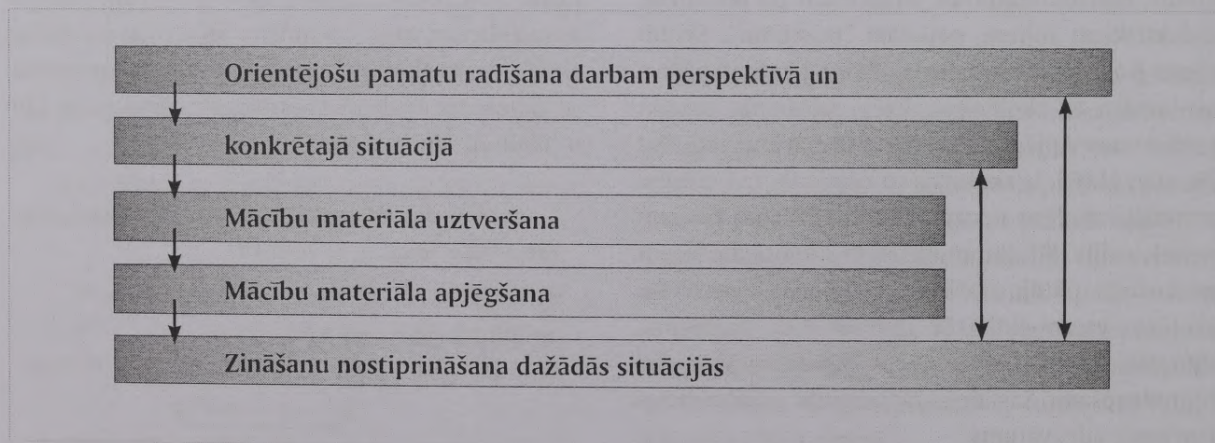 Orientējošu pamatu radīšana darbam perspektīvā un
konkrētajā situācijā
Mācību materiāla uztveršana
Mācību materiāla apjēgšana
Zināšanu nostiprināšana dažādās situācijās